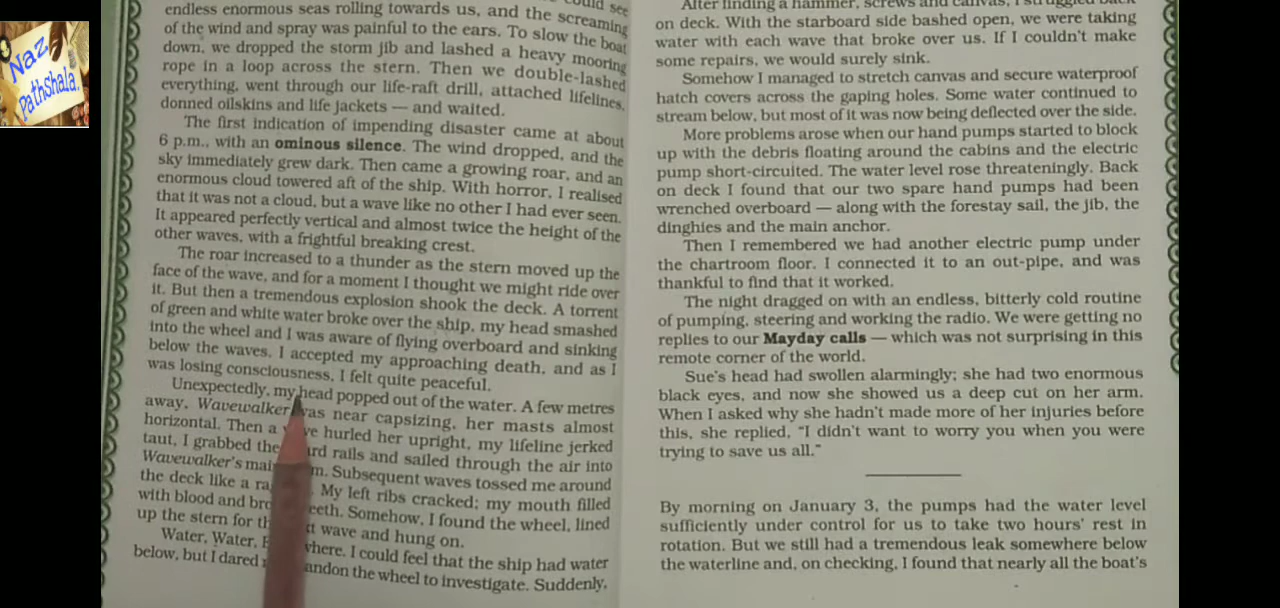 Naz
Pathshala.
could see
endless enormous seas rolling towards us, and the screaming
of the wind and spray was painful to the ears. To slow the boat
down, we dropped the storm jib and lashed a heavy mooring
rope in a loop across the stern. Then we double-lashed
everything, went through our life-raft drill, attached lifelines,
donned oilskins and life jackets — and waited.
The first indication of impending disaster came at about
6 p.m., with an ominous silence. The wind dropped, and the
sky immediately grew dark. Then came a growing roar, and an
enormous cloud towered aft of the ship. With horror, I realised
that it was not a cloud, but a wave like no other I had ever seen.
It appeared perfectly vertical and almost twice the height of the
other waves, with a frightful breaking crest.
The roar increased to a thunder as the stern moved up the
face of the wave, and for a moment I thought we might ride over
it. But then a tremendous explosion shook the deck. A torrent
of green and white water broke over the ship, my head smashed
into the wheel and I was aware of flying overboard and sinking
below the waves. I accepted my approaching death, and as I
was losing consciousness, I felt quite peaceful.
Unexpectedly, my head popped out of the water. A few metres
away, Wavewalker was near capsizing, her masts almost
horizontal. Then a hurled her upright, my lifeline jerked
taut, I grabbed the rails and sailed through the air into
Wavewalker's Subsequent waves tossed me around
the deck like a My left ribs cracked; my mouth filled
with blood and Somehow, I found the wheel, lined
up the stern for wave and hung on.
Water, Water, I could feel that the ship had water
below, but I dared the wheel to investigate. Suddenly,
After finding a hammer, screws and canvas, I struggled back
on deck. With the starboard side bashed open, we were taking
water with each wave that broke over us. If I couldn't make
some repairs, we would surely sink.
Somehow I managed to stretch canvas and secure waterproof
hatch covers across the gaping holes. Some water continued to
stream below, but most of it was now being deflected over the side.
More problems arose when our hand pumps started to block
up with the debris floating around the cabins and the electric
pump short-circuited. The water level rose threateningly. Back
on deck I found that our two spare hand pumps had been
wrenched overboard — along with the forestay sail, the jib, the
dinghies and the main anchor.
Then I remembered we had another electric pump under
the chartroom floor. I connected it to an out-pipe, and was
thankful to find that it worked.
The night dragged on with an endless, bitterly cold routine
of pumping, steering and working the radio. We were getting no
replies to our Mayday calls — which was not surprising in this
remote corner of the world.
Sue's head had swollen alarmingly; she had two enormous
black eyes, and now she showed us a deep cut on her arm.
When I asked why she hadn't made more of her injuries before
this, she replied, "I didn't want to worry you when you were
trying to save us all."
By morning on January 3, the pumps had the water level
sufficiently under control for us to take two hours' rest in
rotation. But we still had a tremendous leak somewhere below
the waterline and, on checking, I found that nearly all the boat's